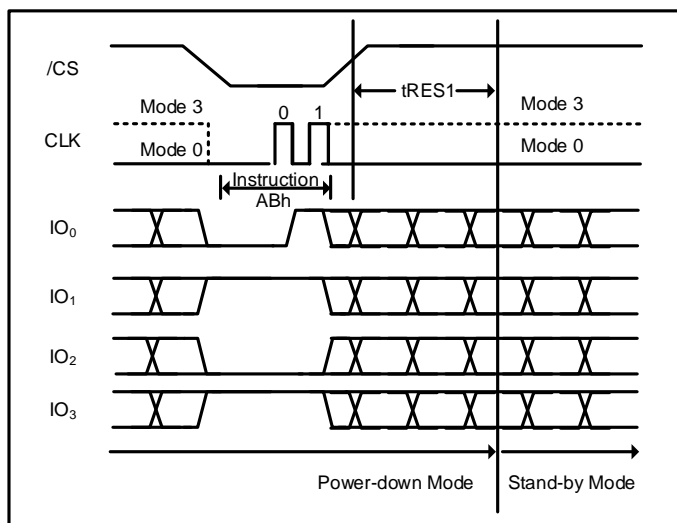 /CS
tRES1
Mode 3
0 1
Mode 3
CLK
Mode 0
Mode 0
Instruction
ABh
IO₀
IO₁
IO₂
IO₃
Power-down Mode
Stand-by Mode